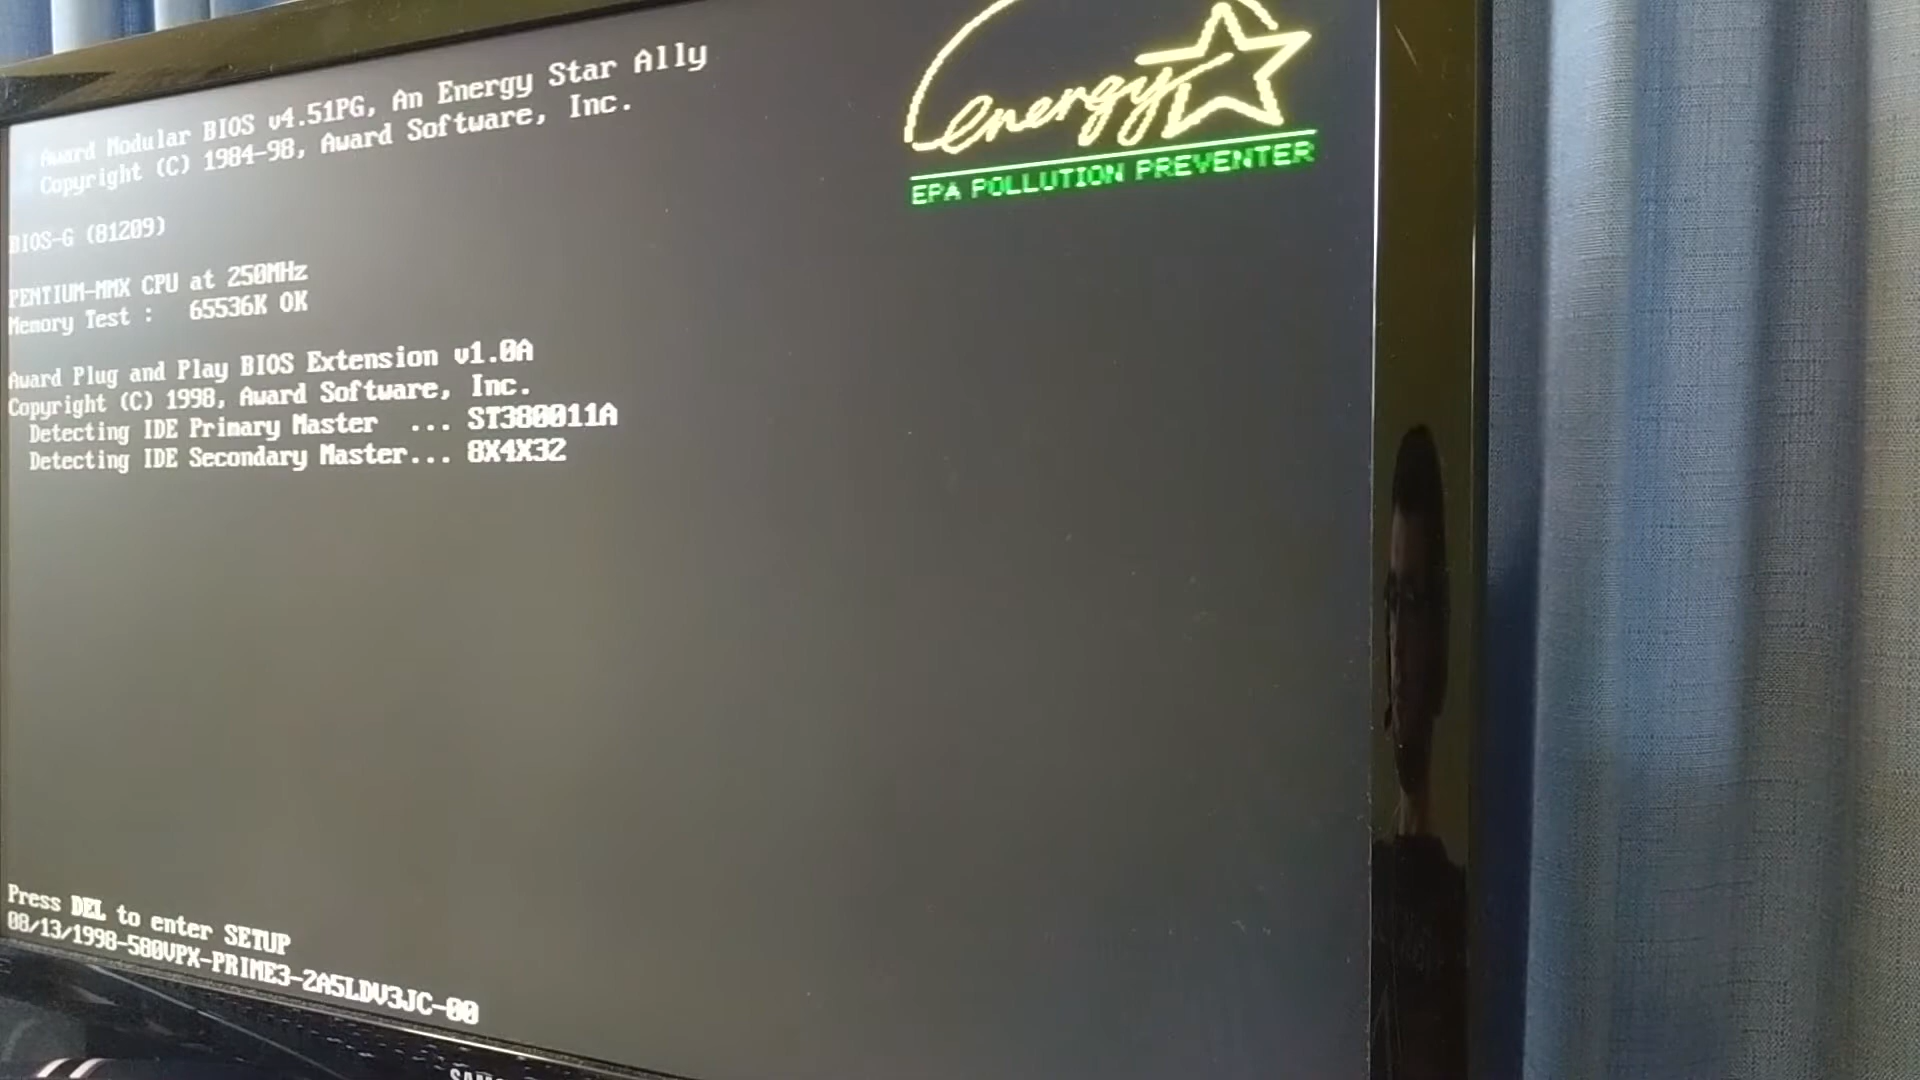 Award Modular BIOS v4.51PG, An Energy Star Ally
Copyright (C) 1984-98, Award Software, Inc.
energy
EPA POLLUTION PREVENTER
BIOS-G (81209)
PENTIUM-MMX CPU at 250MHz
Memory Test :   65536K OK
Award Plug and Play BIOS Extension v1.0A
Copyright (C) 1998, Award Software, Inc.
Detecting IDE Primary Master   ... ST380011A
Detecting IDE Secondary Master... 8X4X32
Press DEL to enter SETUP
08/13/1998-580VPX-PRIME3-2A5LDV3JC-00